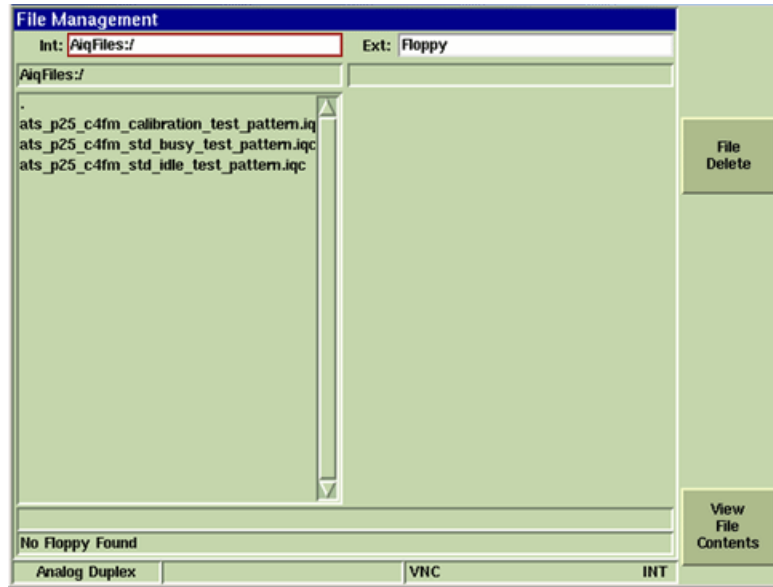 File Management
Int: AiqFiles:/ Ext: Floppy
AiqFiles:/
.
ats_p25_c4fm_calibration_test_pattern.iq
ats_p25_c4fm_std_busy_test_pattern.iqc
ats_p25_c4fm_std_idle_test_pattern.iqc
File
Delete
View
File
Contents
No Floppy Found
Analog Duplex VNC INT